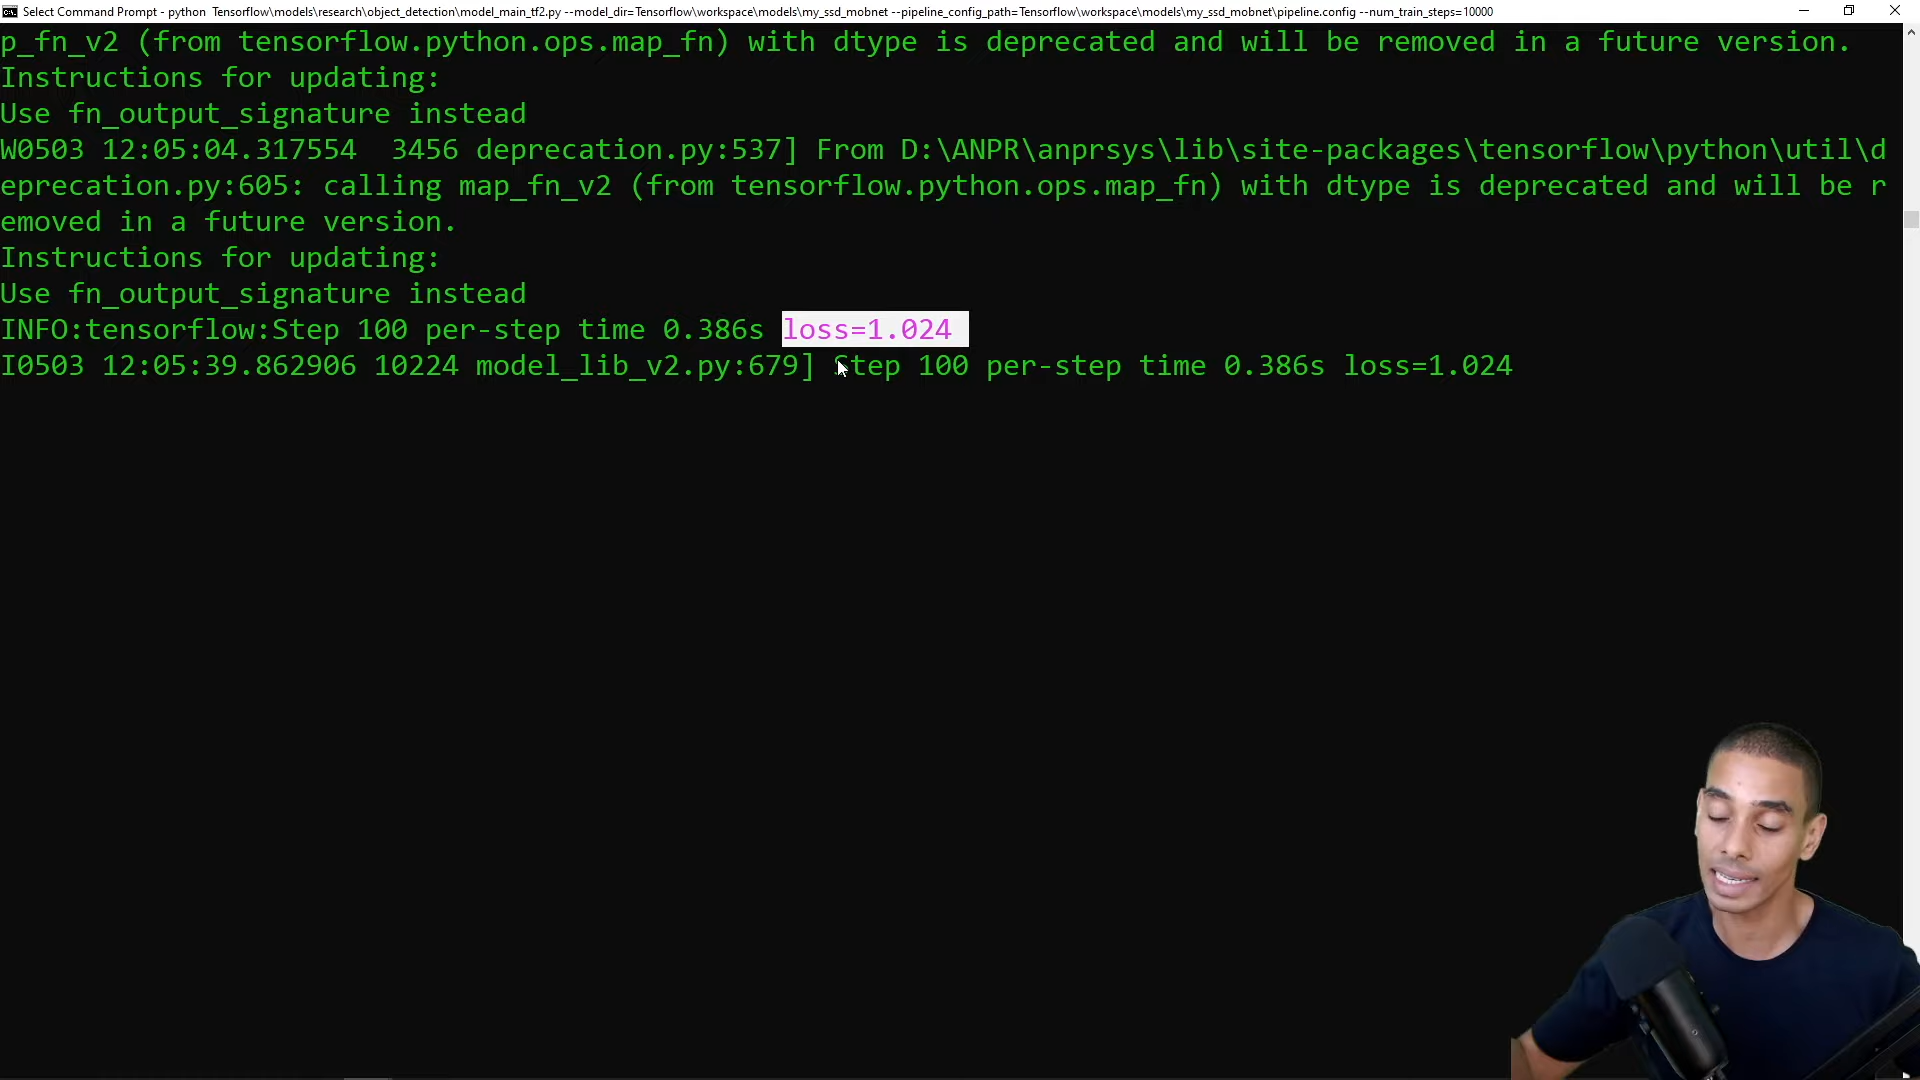 Select Command Prompt - python  Tensorflow\models\research\object_detection\model_main_tf2.py --model_dir=Tensorflow\workspace\models\my_ssd_mobnet --pipeline_config_path=Tensorflow\workspace\models\my_ssd_mobnet\pipeline.config --num_train_steps=10000
p_fn_v2 (from tensorflow.python.ops.map_fn) with dtype is deprecated and will be removed in a future version.
Instructions for updating:
Use fn_output_signature instead
W0503 12:05:04.317554  3456 deprecation.py:537] From D:\ANPR\anprsys\lib\site-packages\tensorflow\python\util\d
eprecation.py:605: calling map_fn_v2 (from tensorflow.python.ops.map_fn) with dtype is deprecated and will be r
emoved in a future version.
Instructions for updating:
Use fn_output_signature instead
INFO:tensorflow:Step 100 per-step time 0.386s loss=1.024
I0503 12:05:39.862906 10224 model_lib_v2.py:679] Step 100 per-step time 0.386s loss=1.024